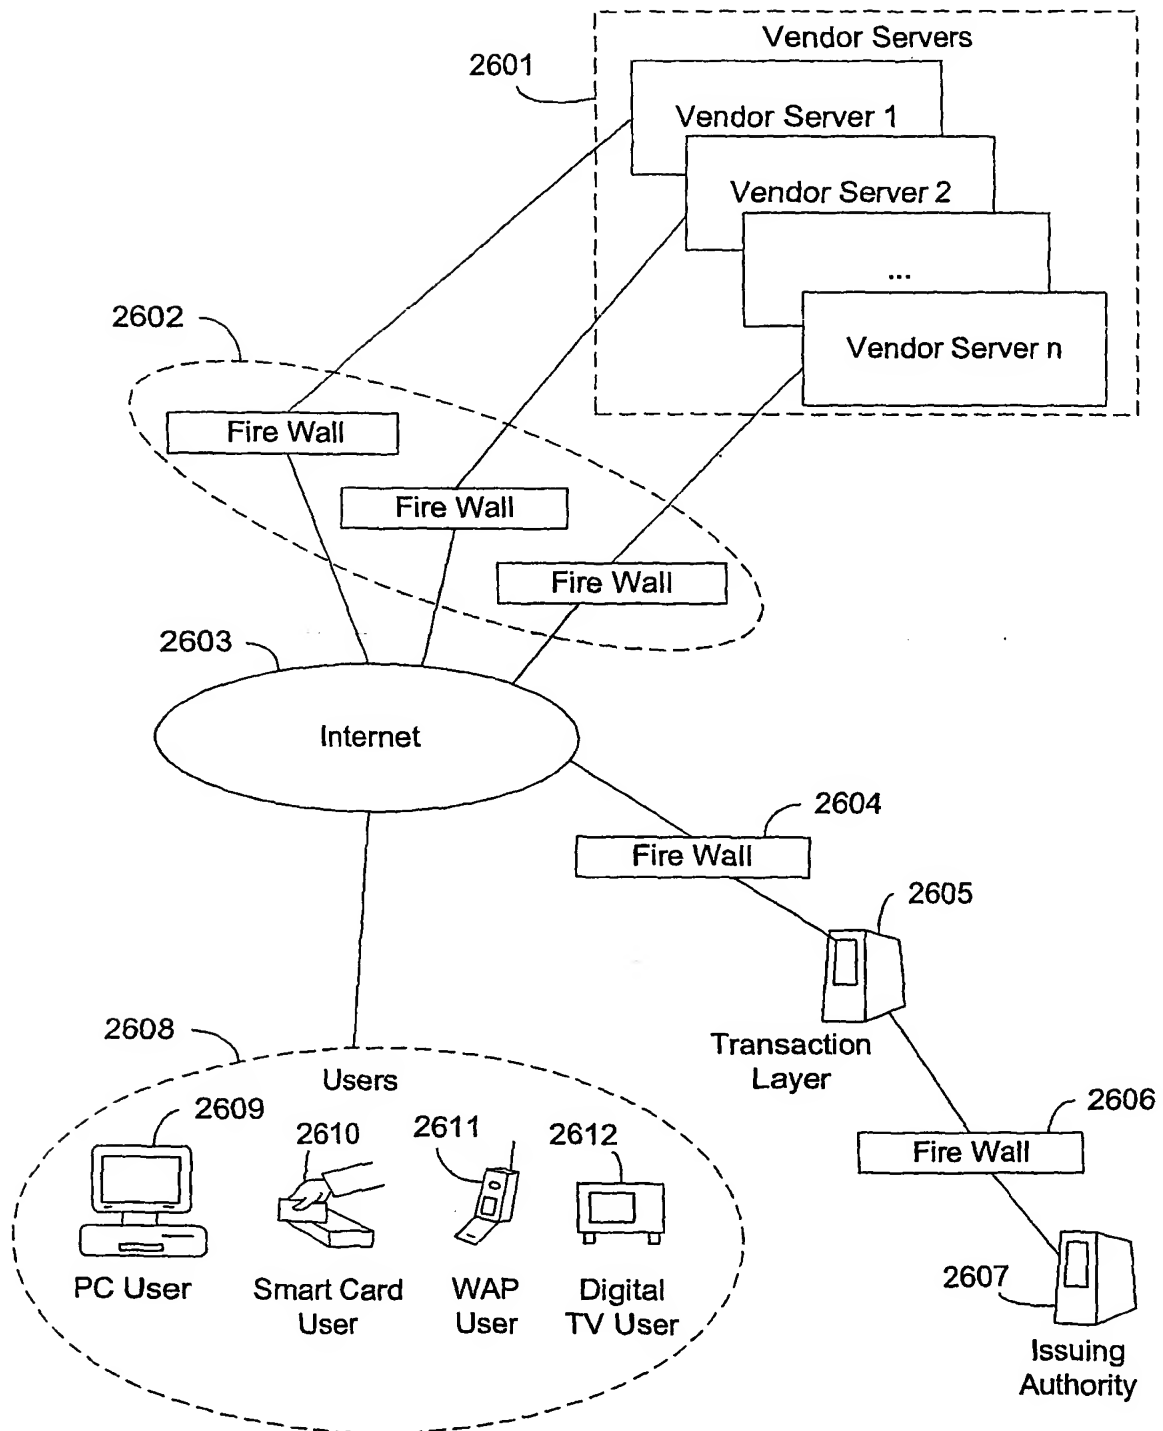 Vendor Servers
2601
Vendor Server 1
Vendor Server 2
...
Vendor Server n
2602
Fire Wall
Fire Wall
Fire Wall
2603
Internet
2604
Fire Wall
2605
Transaction
Layer
2606
Fire Wall
2607
Issuing
Authority
2608
Users
2609
2610
2611
2612
PC User
Smart Card
User
WAP
User
Digital
TV User